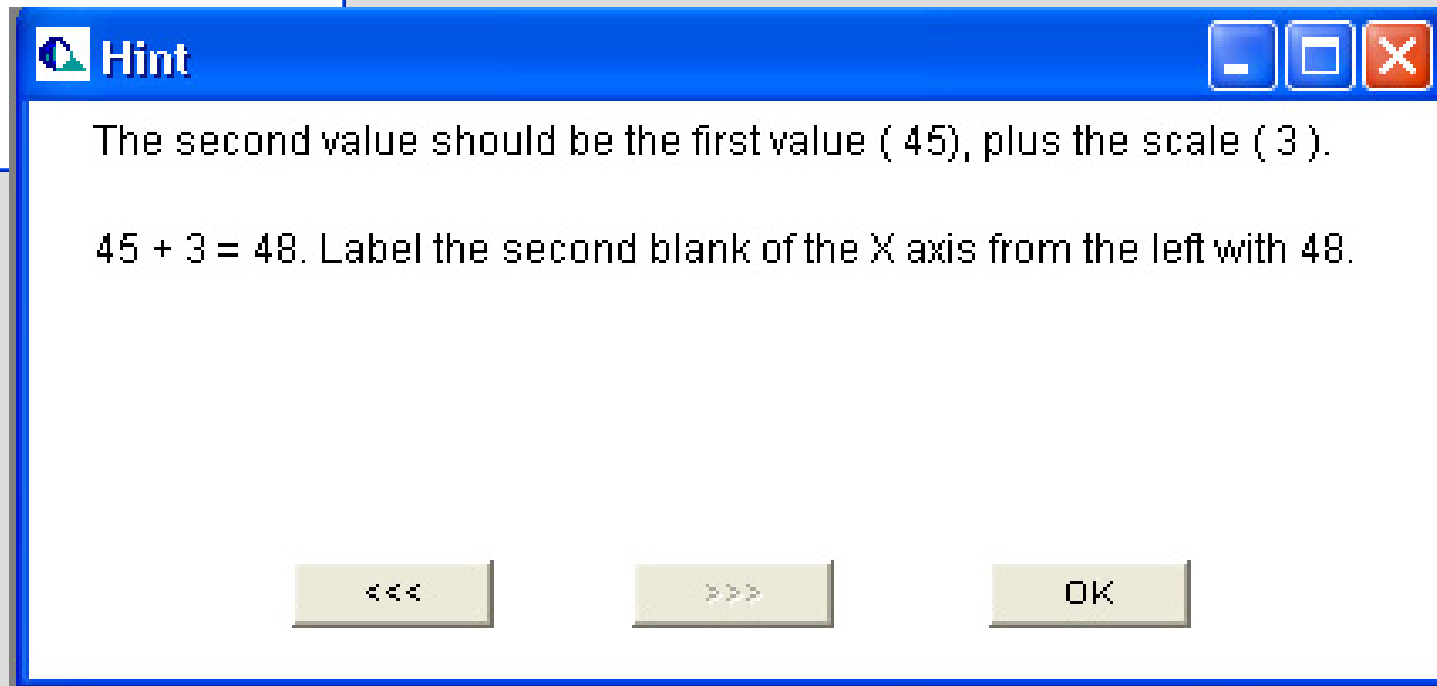 Hint
The second value should be the first value ( 45), plus the scale ( 3 ).
45 + 3 = 48. Label the second blank of the X axis from the left with 48.
<<< >>> OK